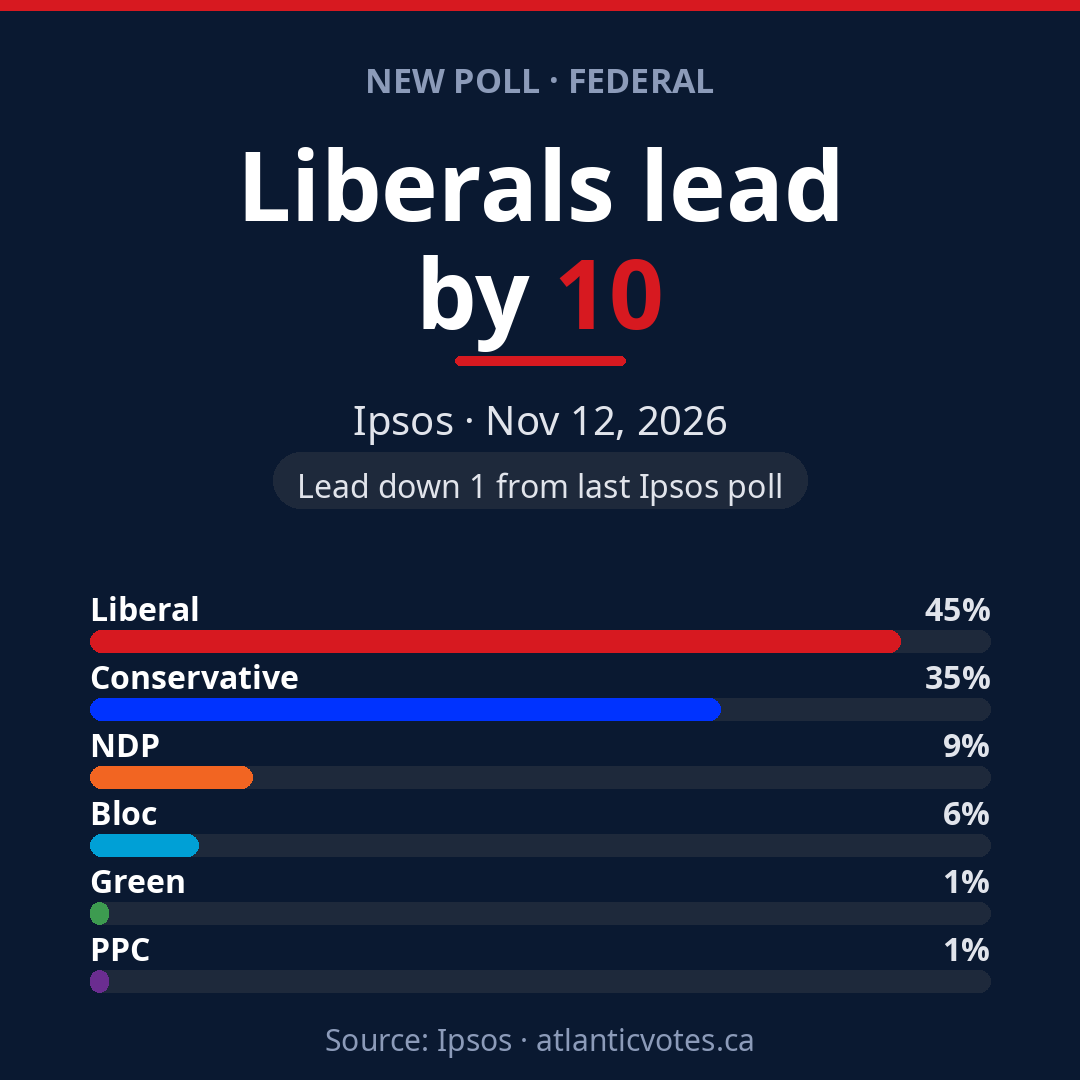 NEW POLL · FEDERAL
Liberals lead
by 10
Ipsos · Nov 12, 2026
Lead down 1 from last Ipsos poll
Liberal 45%
Conservative 35%
NDP 9%
Bloc 6%
Green 1%
PPC 1%
Source: Ipsos · atlanticvotes.ca